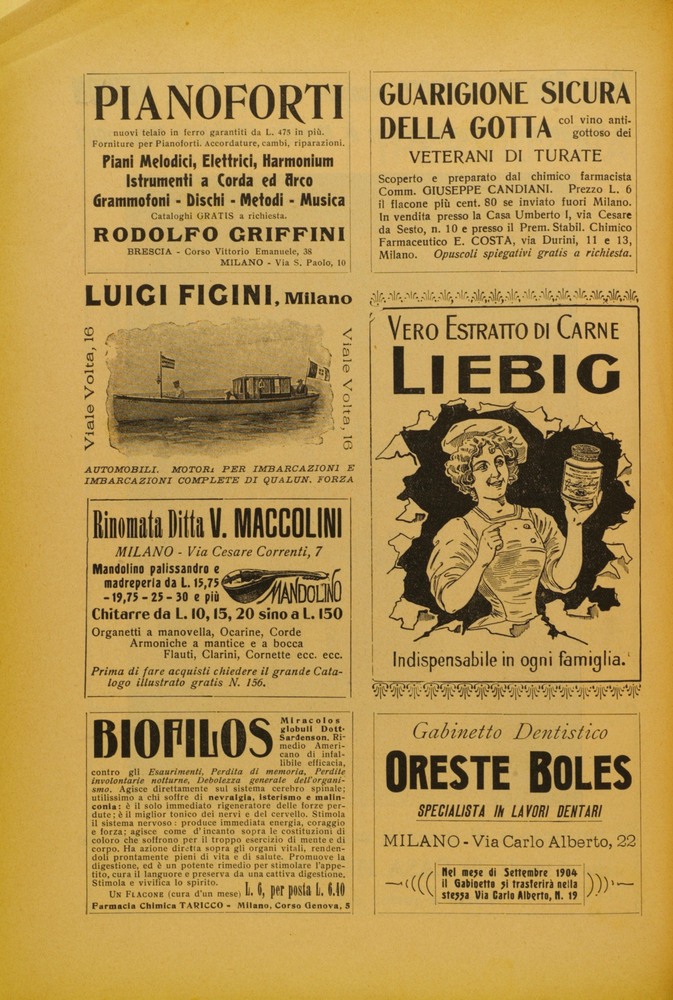 PIANOFORTI
nuovi telaio in ferro garantiti da L. 475 in più.
Forniture per Pianoforti. Accordature, cambi, riparazioni.
Piani Melodici, Elettrici, Harmonium
Istrumenti a Corda ed Arco
Grammofoni - Dischi - Metodi - Musica
Cataloghi GRATIS a richiesta.
RODOLFO GRIFFINI
BRESCIA - Corso Vittorio Emanuele, 38
MILANO - Via S. Paolo, 10
GUARIGIONE SICURA
DELLA GOTTA col vino anti-
gottoso dei
VETERANI DI TURATE
Scoperto e preparato dal chimico farmacista
Comm. GIUSEPPE CANDIANI. Prezzo L. 6
il flacone più cent. 80 se inviato fuori Milano.
In vendita presso la Casa Umberto I, via Cesare
da Sesto, n. 10 e presso il Prem. Stabil. Chimico
Farmaceutico E. COSTA, via Durini, 11 e 13,
Milano. Opuscoli spiegativi gratis a richiesta.
LUIGI FIGINI, Milano
Viale Volta, 16
Viale Volta, 16
AUTOMOBILI. MOTORI PER IMBARCAZIONI E
IMBARCAZIONI COMPLETE DI QUALUN. FORZA
VERO ESTRATTO DI CARNE
LIEBIG
Indispensabile in ogni famiglia.
Rinomata Ditta V. MACCOLINI
MILANO - Via Cesare Correnti, 7
Mandolino palissandro e
madreperla da L. 15,75
- 19,75 - 25 - 30 e più
MANDOLINO
Chitarre da L. 10, 15, 20 sino a L. 150
Organetti a manovella, Ocarine, Corde
Armoniche a mantice e a bocca
Flauti, Clarini, Cornette ecc. ecc.
Prima di fare acquisti chiedere il grande Cata-
logo illustrato gratis N. 156.
BIOFILOS
Miracolos
globuli Dott.
Sardenson. Ri-
medio Ameri-
cano di infal-
libile efficacia,
contro gli Esaurimenti, Perdita di memoria, Perdite
involontarie notturne, Debolezza generale dell'organi-
smo. Agisce direttamente sul sistema cerebro spinale;
utilissimo a chi soffre di nevralgia, isterismo e malin-
conia: è il solo immediato rigeneratore delle forze per-
dute; è il miglior tonico dei nervi e del cervello. Stimola
il sistema nervoso: produce immediata energia, coraggio
e forza; agisce come d'incanto sopra le costituzioni di
coloro che soffrono per il troppo esercizio di mente e di
corpo. Ha azione diretta sopra gli organi vitali, renden-
doli prontamente pieni di vita e di salute. Promuove la
digestione, ed è un potente rimedio per stimolare l'appe-
tito, cura il languore e preserva da una cattiva digestione.
Stimola e vivifica lo spirito.
UN FLACONE (cura d'un mese) L. 6, per posta L. 6.10
Farmacia Chimica TARICCO - Milano, Corso Genova, 5
Gabinetto Dentistico
ORESTE BOLES
SPECIALISTA IN LAVORI DENTARI
MILANO - Via Carlo Alberto, 22
Nel mese di Settembre 1904
il Gabinetto si trasferirà nella
stessa Via Carlo Alberto, N. 19